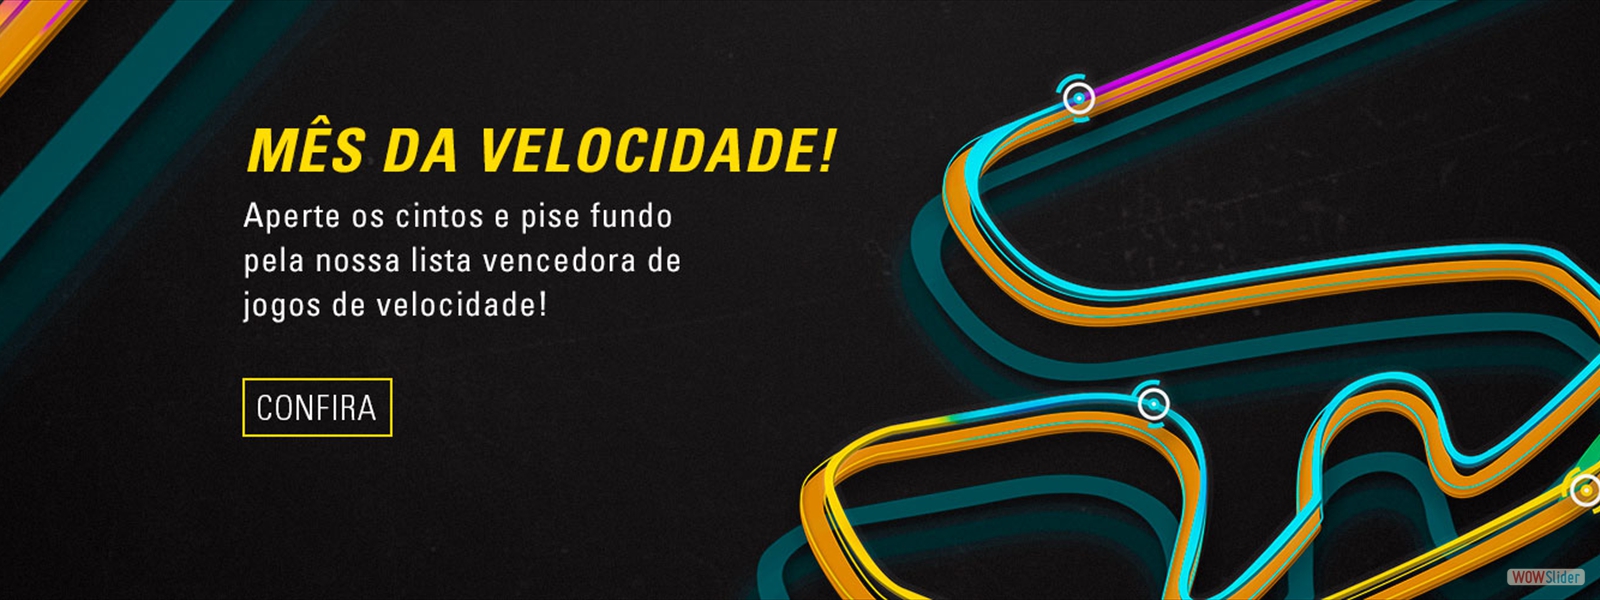 MÊS DA VELOCIDADE!
Aperte os cintos e pise fundo
pela nossa lista vencedora de
jogos de velocidade!
CONFIRA
WOWSlider